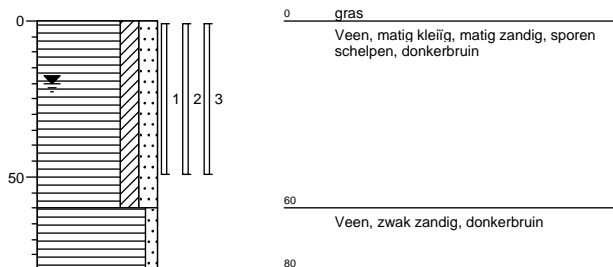 0
50
1 2 3
0 gras
Veen, matig kleiïg, matig zandig, sporen
schelpen, donkerbruin
60
Veen, zwak zandig, donkerbruin
80